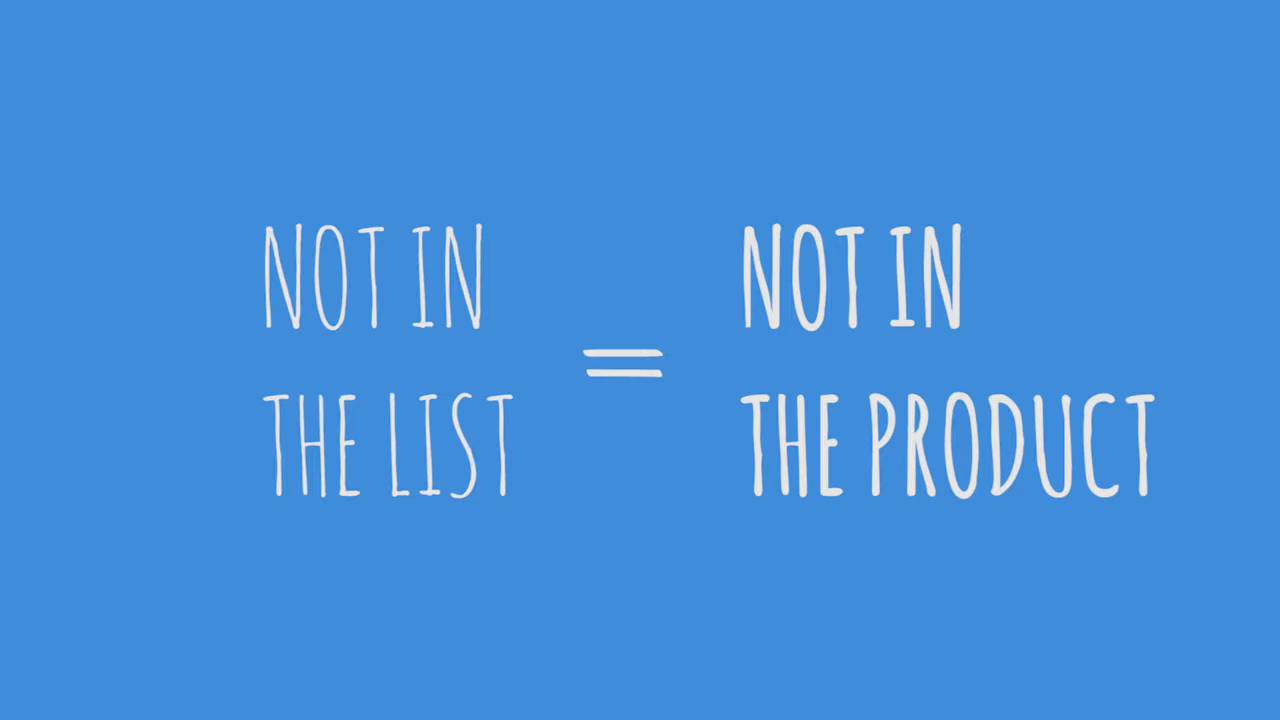 NOT IN
THE LIST
=
NOT IN
THE PRODUCT